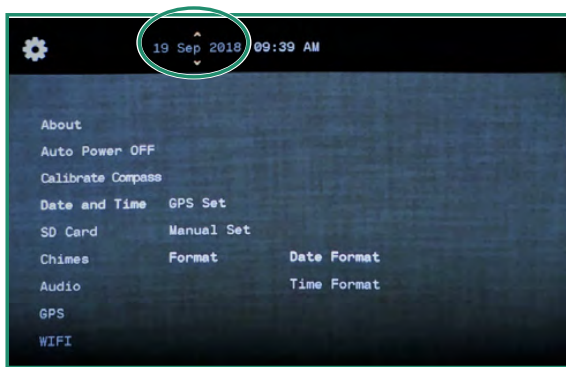 19 Sep 2018 09:39 AM
About
Auto Power OFF
Calibrate Compass
Date and Time GPS Set
SD Card Manual Set
Chimes Format Date Format
Audio Time Format
GPS
WIFI